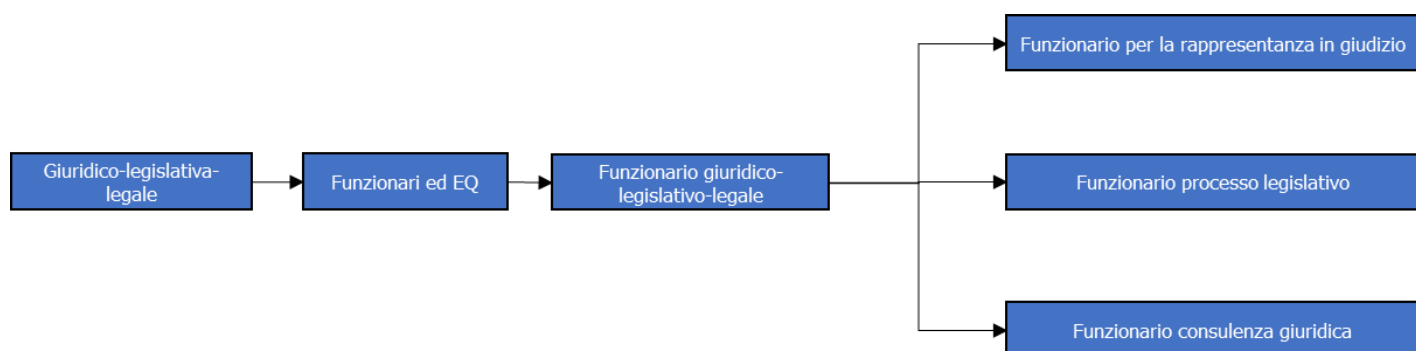 Funzionario per la rappresentanza in giudizio
Giuridico-legislativa-
legale
Funzionari ed EQ
Funzionario giuridico-
legislativo-legale
Funzionario processo legislativo
Funzionario consulenza giuridica